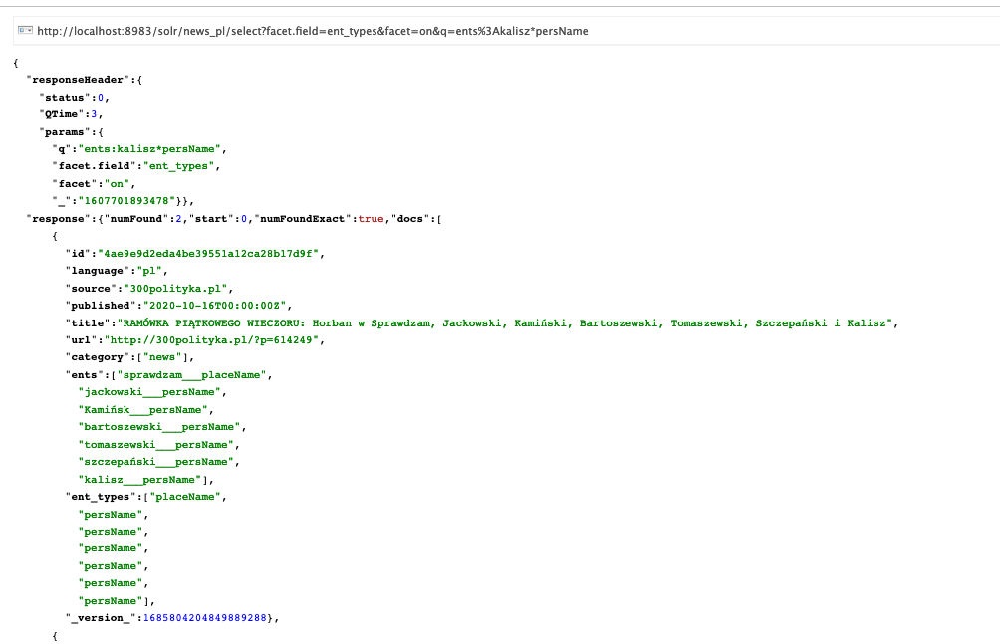 http://localhost:8983/solr/news_pl/select?facet.field=ent_types&facet=on&q=ents%3Akalisz*persName
{
"responseHeader":{
"status":0,
"QTime":3,
"params":{
"q":"ents:kalisz*persName",
"facet.field":"ent_types",
"facet":"on",
"_":"1607701893478"}},
"response":{"numFound":2,"start":0,"numFoundExact":true,"docs":[
{
"id":"4ae9e9d2eda4be39551a12ca28b17d9f",
"language":"pl",
"source":"300polityka.pl",
"published":"2020-10-16T00:00:00Z",
"title":"RAMÓWKA PIĄTKOWEGO WIECZORU: Horban w Sprawdzam, Jackowski, Kamiński, Bartoszewski, Tomaszewski, Szczepański i Kalisz",
"url":"http://300polityka.pl/?p=614249",
"category":["news"],
"ents":["sprawdzam___placeName",
"jackowski___persName",
"Kamińsk___persName",
"bartoszewski___persName",
"tomaszewski___persName",
"szczepański___persName",
"kalisz___persName"],
"ent_types":["placeName",
"persName",
"persName",
"persName",
"persName",
"persName",
"persName"],
"_version_":1685804204849889288},
{